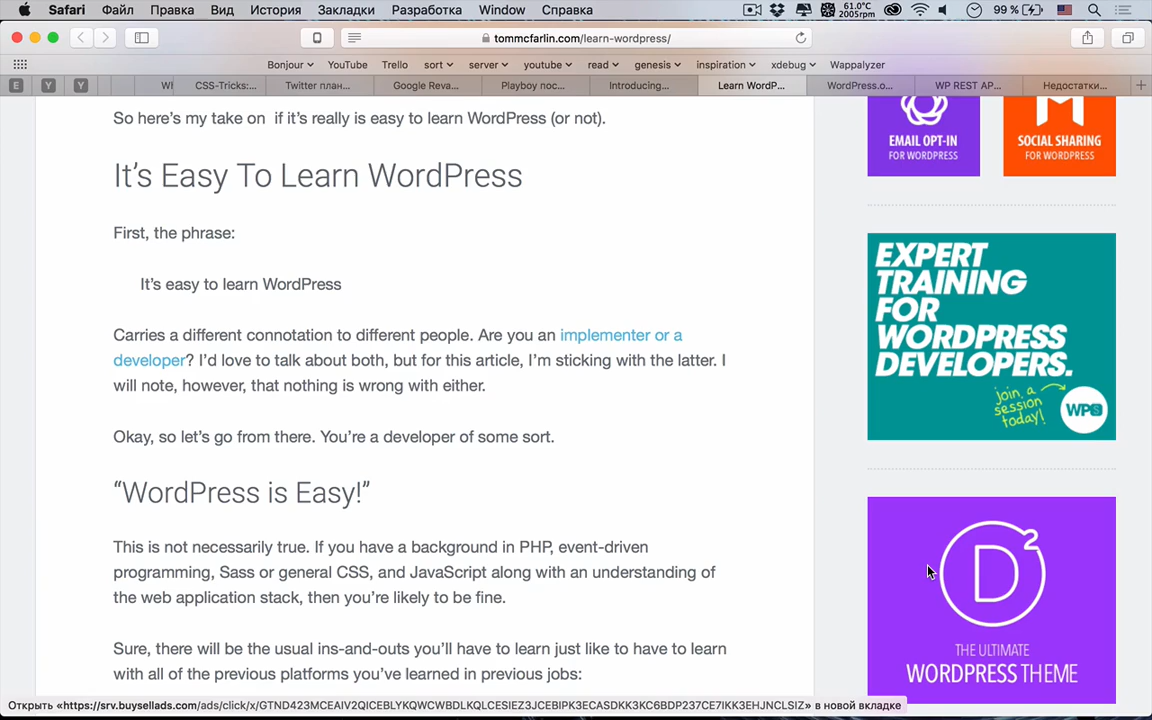 Safari Файл Правка Вид История Закладки Разработка Window Справка 61.0°C 2005rpm 99 %
tommcfarlin.com/learn-wordpress/
Bonjour YouTube Trello sort server youtube read genesis inspiration xdebug Wappalyzer
E Y Y W CSS-Tricks:... Twitter план... Google Reva... Playboy пос... Introducing... Learn WordP... WordPress.o... WP REST AP... Недостатки...
So here's my take on if it's really is easy to learn WordPress (or not).
It's Easy To Learn WordPress
First, the phrase:
It's easy to learn WordPress
Carries a different connotation to different people. Are you an implementer or a
developer? I'd love to talk about both, but for this article, I'm sticking with the latter. I
will note, however, that nothing is wrong with either.
Okay, so let's go from there. You're a developer of some sort.
“WordPress is Easy!”
This is not necessarily true. If you have a background in PHP, event-driven
programming, Sass or general CSS, and JavaScript along with an understanding of
the web application stack, then you're likely to be fine.
Sure, there will be the usual ins-and-outs you'll have to learn just like to have to learn
with all of the previous platforms you've learned in previous jobs:
EMAIL OPT-IN
FOR WORDPRESS
SOCIAL SHARING
FOR WORDPRESS
EXPERT
TRAINING
FOR
WORDPRESS
DEVELOPERS.
join a
session
today!
WPS
D 2
THE ULTIMATE
WORDPRESS THEME
Открыть «https://srv.buysellads.com/ads/click/x/GTND423MCEAIV2QICEBLYKQWCWBDLKQLCESIEZ3JCEBIPK3ECASDKK3KC6BDP237CE7IKK3EHJNCLSIZ» в новой вкладке